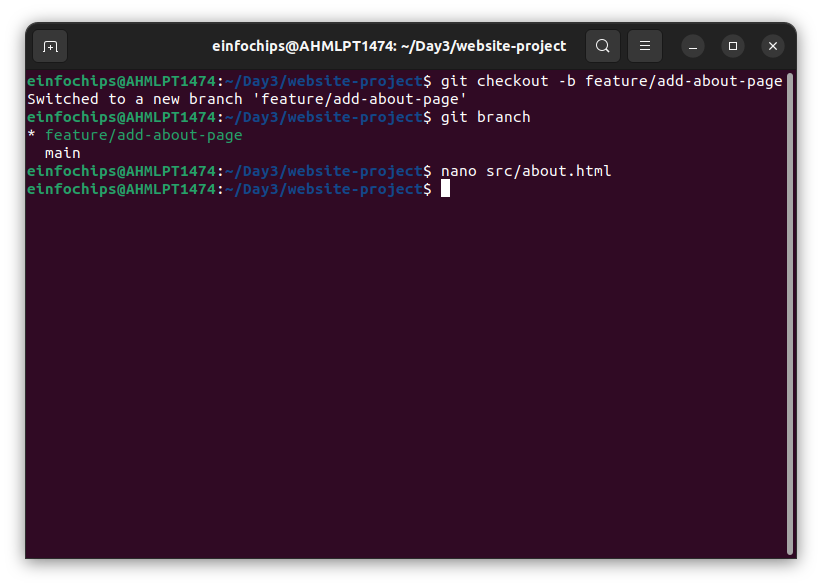 einfochips@AHMLPT1474: ~/Day3/website-project
einfochips@AHMLPT1474:~/Day3/website-project$ git checkout -b feature/add-about-page
Switched to a new branch 'feature/add-about-page'
einfochips@AHMLPT1474:~/Day3/website-project$ git branch
* feature/add-about-page
  main
einfochips@AHMLPT1474:~/Day3/website-project$ nano src/about.html
einfochips@AHMLPT1474:~/Day3/website-project$